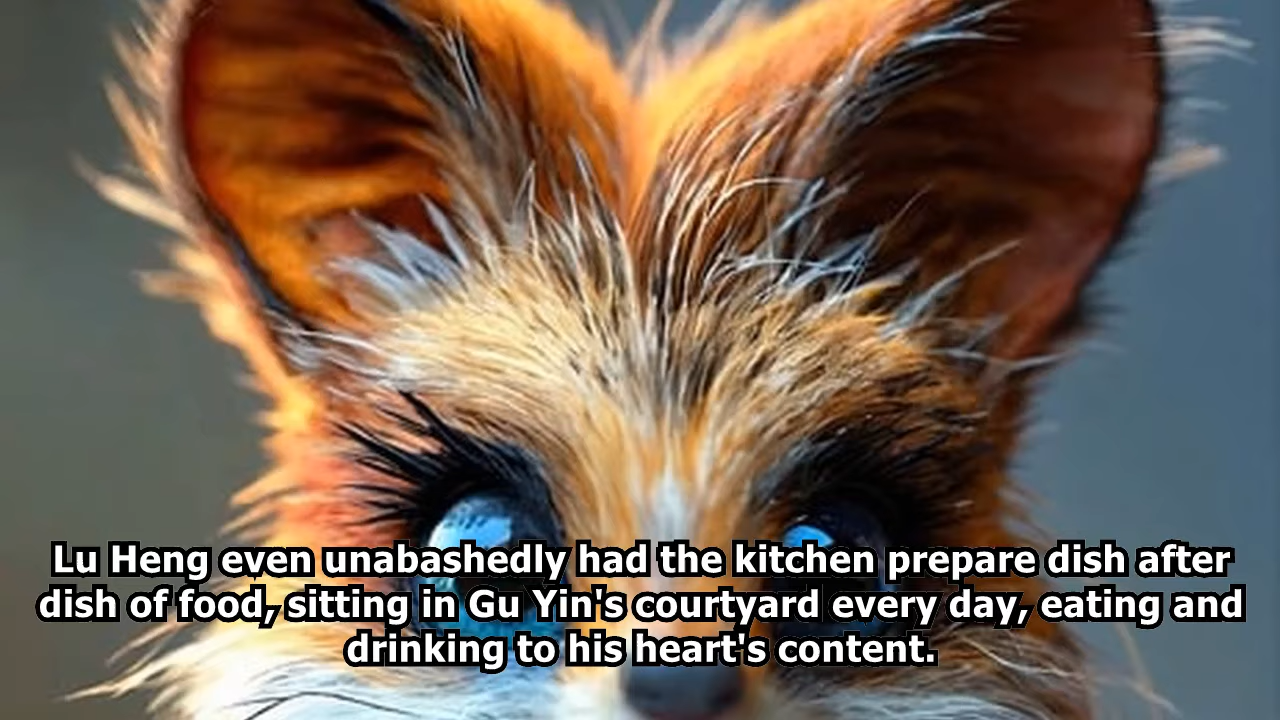 Lu Heng even unabashedly had the kitchen prepare dish after
dish of food, sitting in Gu Yin's courtyard every day, eating and
drinking to his heart's content.